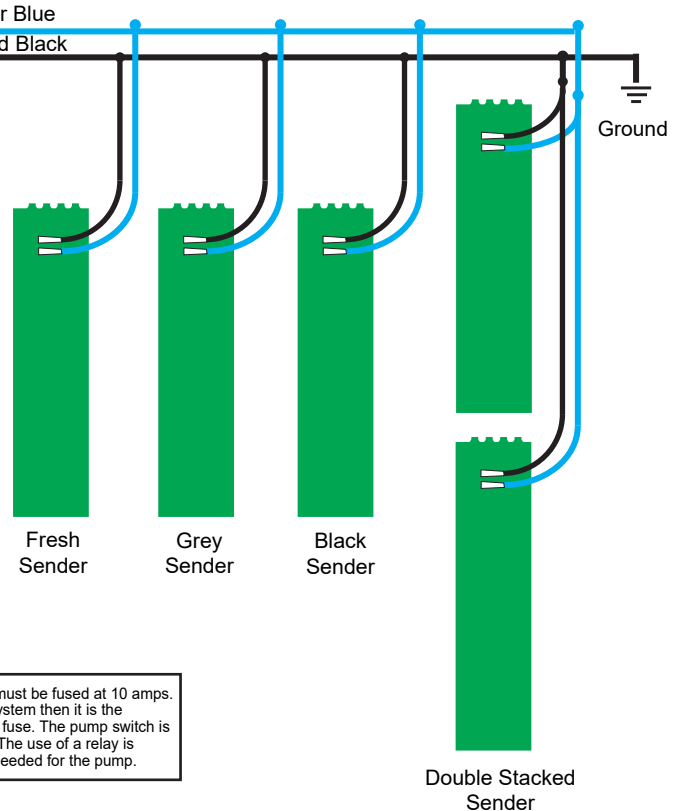 r Blue
d Black
Ground
Fresh
Sender
Grey
Sender
Black
Sender
must be fused at 10 amps.
ystem then it is the
fuse. The pump switch is
The use of a relay is
eeded for the pump.
Double Stacked
Sender